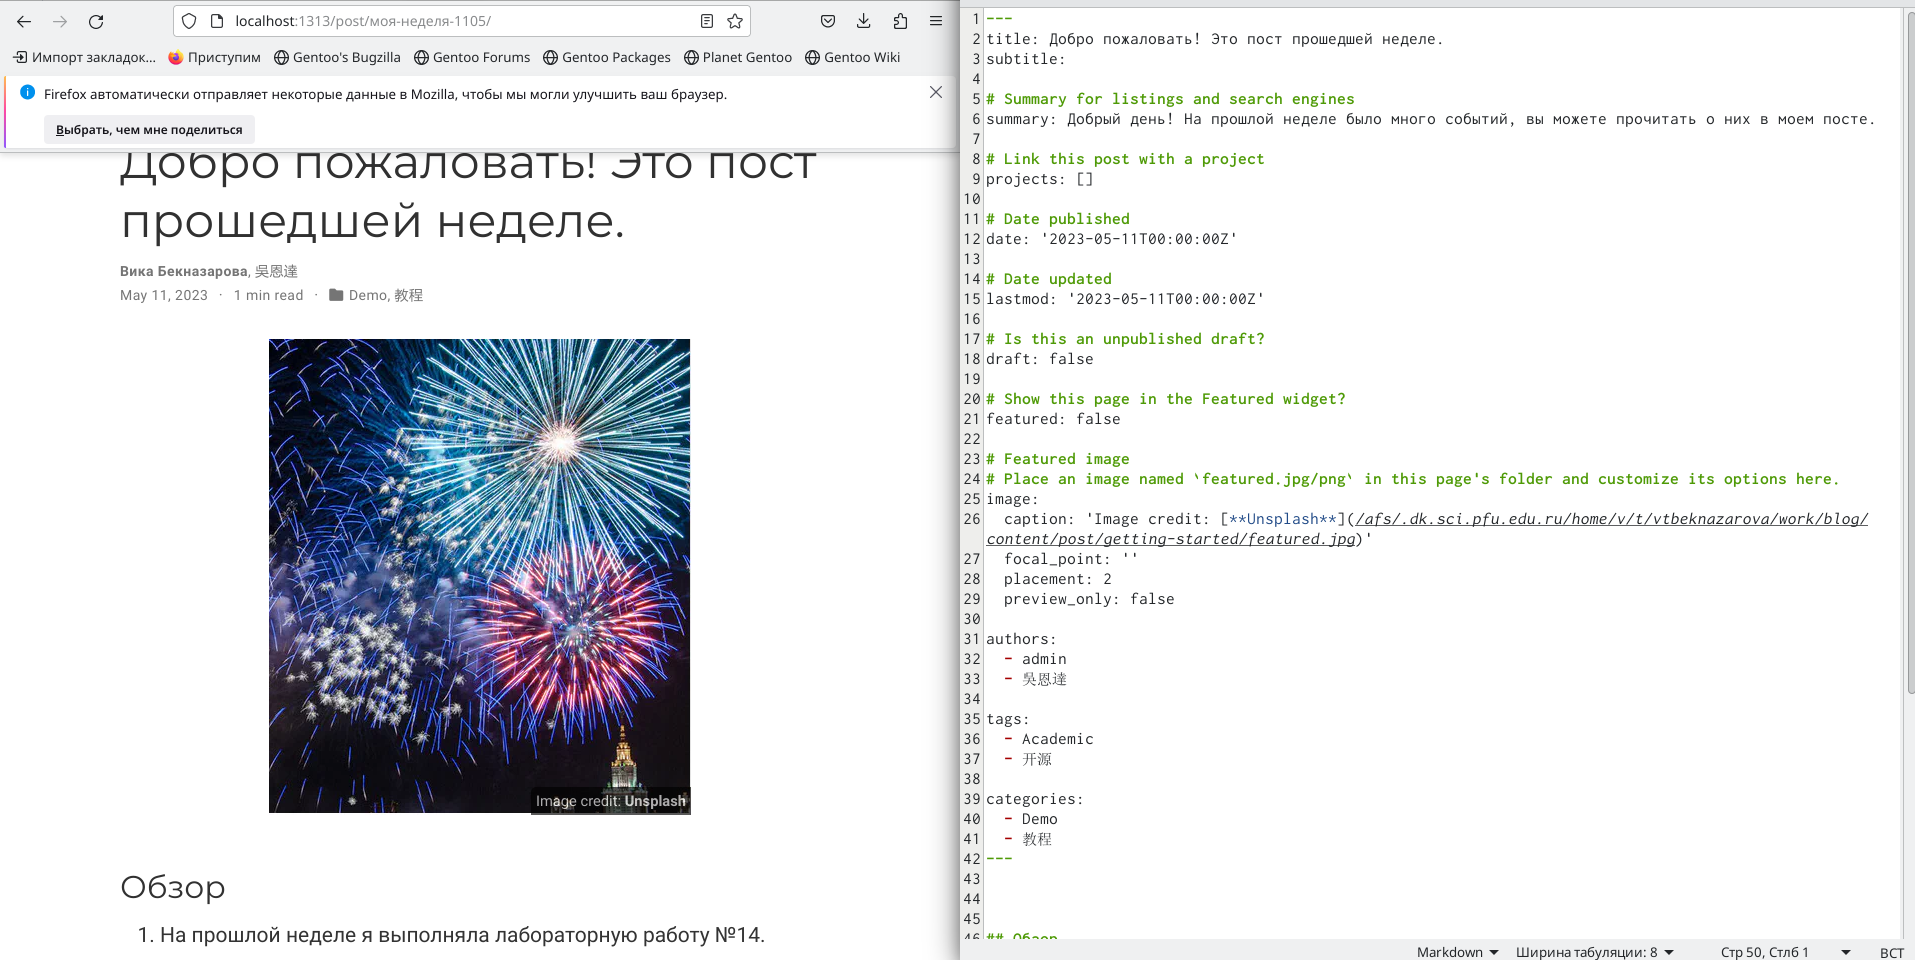 localhost:1313/post/моя-неделя-1105/
Импорт закладок...
Приступим
Gentoo's Bugzilla
Gentoo Forums
Gentoo Packages
Planet Gentoo
Gentoo Wiki
Firefox автоматически отправляет некоторые данные в Mozilla, чтобы мы могли улучшить ваш браузер.
Выбрать, чем мне поделиться
Добро пожаловать! Это пост
прошедшей неделе.
Вика Бекназарова, 吳恩達
May 11, 2023 · 1 min read · Demo, 教程
Image credit: Unsplash
Обзор
1. На прошлой неделе я выполняла лабораторную работу №14.
1 ---
2 title: Добро пожаловать! Это пост прошедшей неделе.
3 subtitle:
4
5 # Summary for listings and search engines
6 summary: Добрый день! На прошлой неделе было много событий, вы можете прочитать о них в моем посте.
7
8 # Link this post with a project
9 projects: []
10
11 # Date published
12 date: '2023-05-11T00:00:00Z'
13
14 # Date updated
15 lastmod: '2023-05-11T00:00:00Z'
16
17 # Is this an unpublished draft?
18 draft: false
19
20 # Show this page in the Featured widget?
21 featured: false
22
23 # Featured image
24 # Place an image named `featured.jpg/png` in this page's folder and customize its options here.
25 image:
26 caption: 'Image credit: [**Unsplash**](/afs/.dk.sci.pfu.edu.ru/home/v/t/vtbeknazarova/work/blog/
content/post/getting-started/featured.jpg)'
27 focal_point: ''
28 placement: 2
29 preview_only: false
30
31 authors:
32 - admin
33 - 吳恩達
34
35 tags:
36 - Academic
37 - 开源
38
39 categories:
40 - Demo
41 - 教程
42 ---
43
44
45
46 ## Обзор
Markdown
Ширина табуляции: 8
Стр 50, Стлб 1
ВСТ